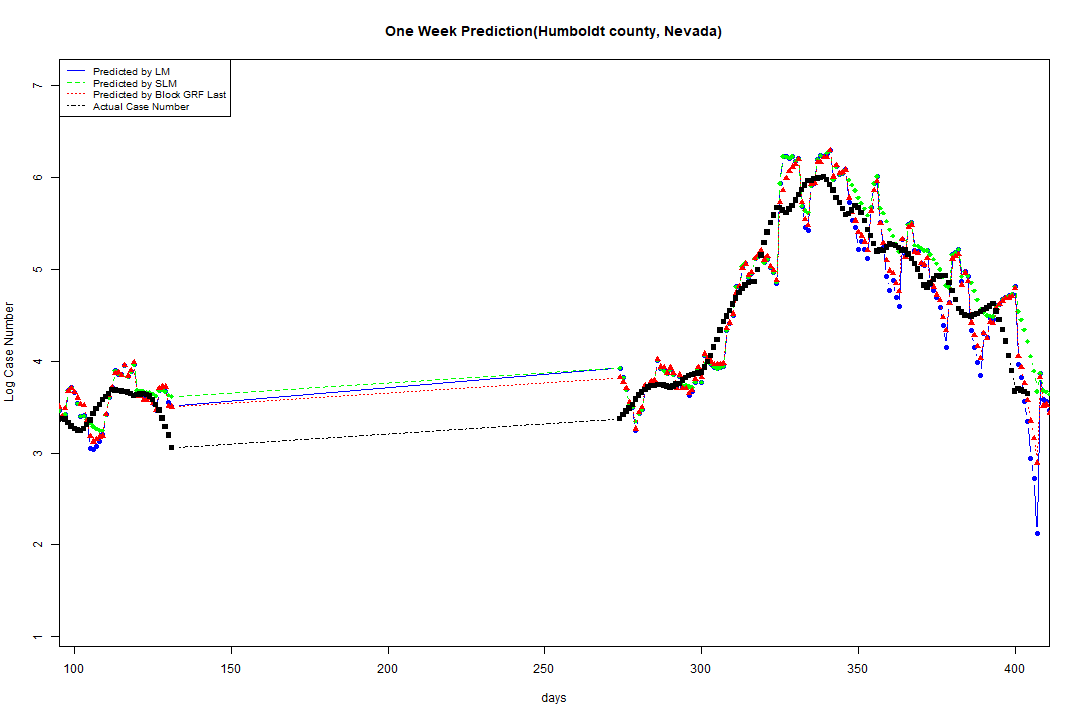 One Week Prediction(Humboldt county, Nevada)
Predicted by LM
Predicted by SLM
Predicted by Block GRF Last
Actual Case Number
7
6
5
4
3
2
1
Log Case Number
100 150 200 250 300 350 400
days